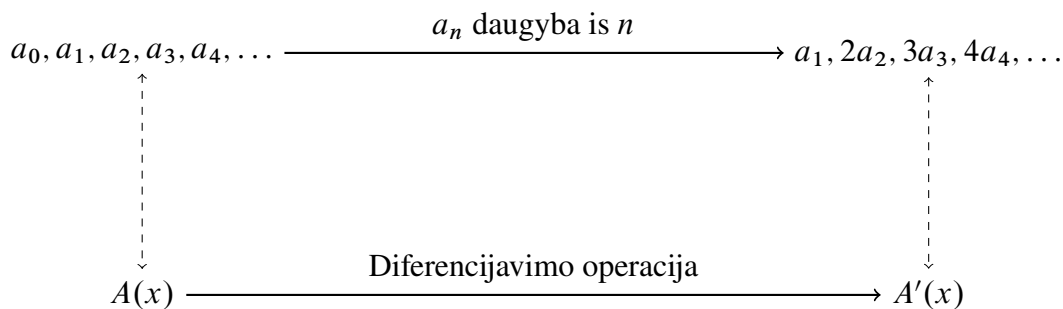 a_n daugyba is n
a_0, a_1, a_2, a_3, a_4, … a_1, 2a_2, 3a_3, 4a_4, …
Diferencijavimo operacija
A(x) A′(x)